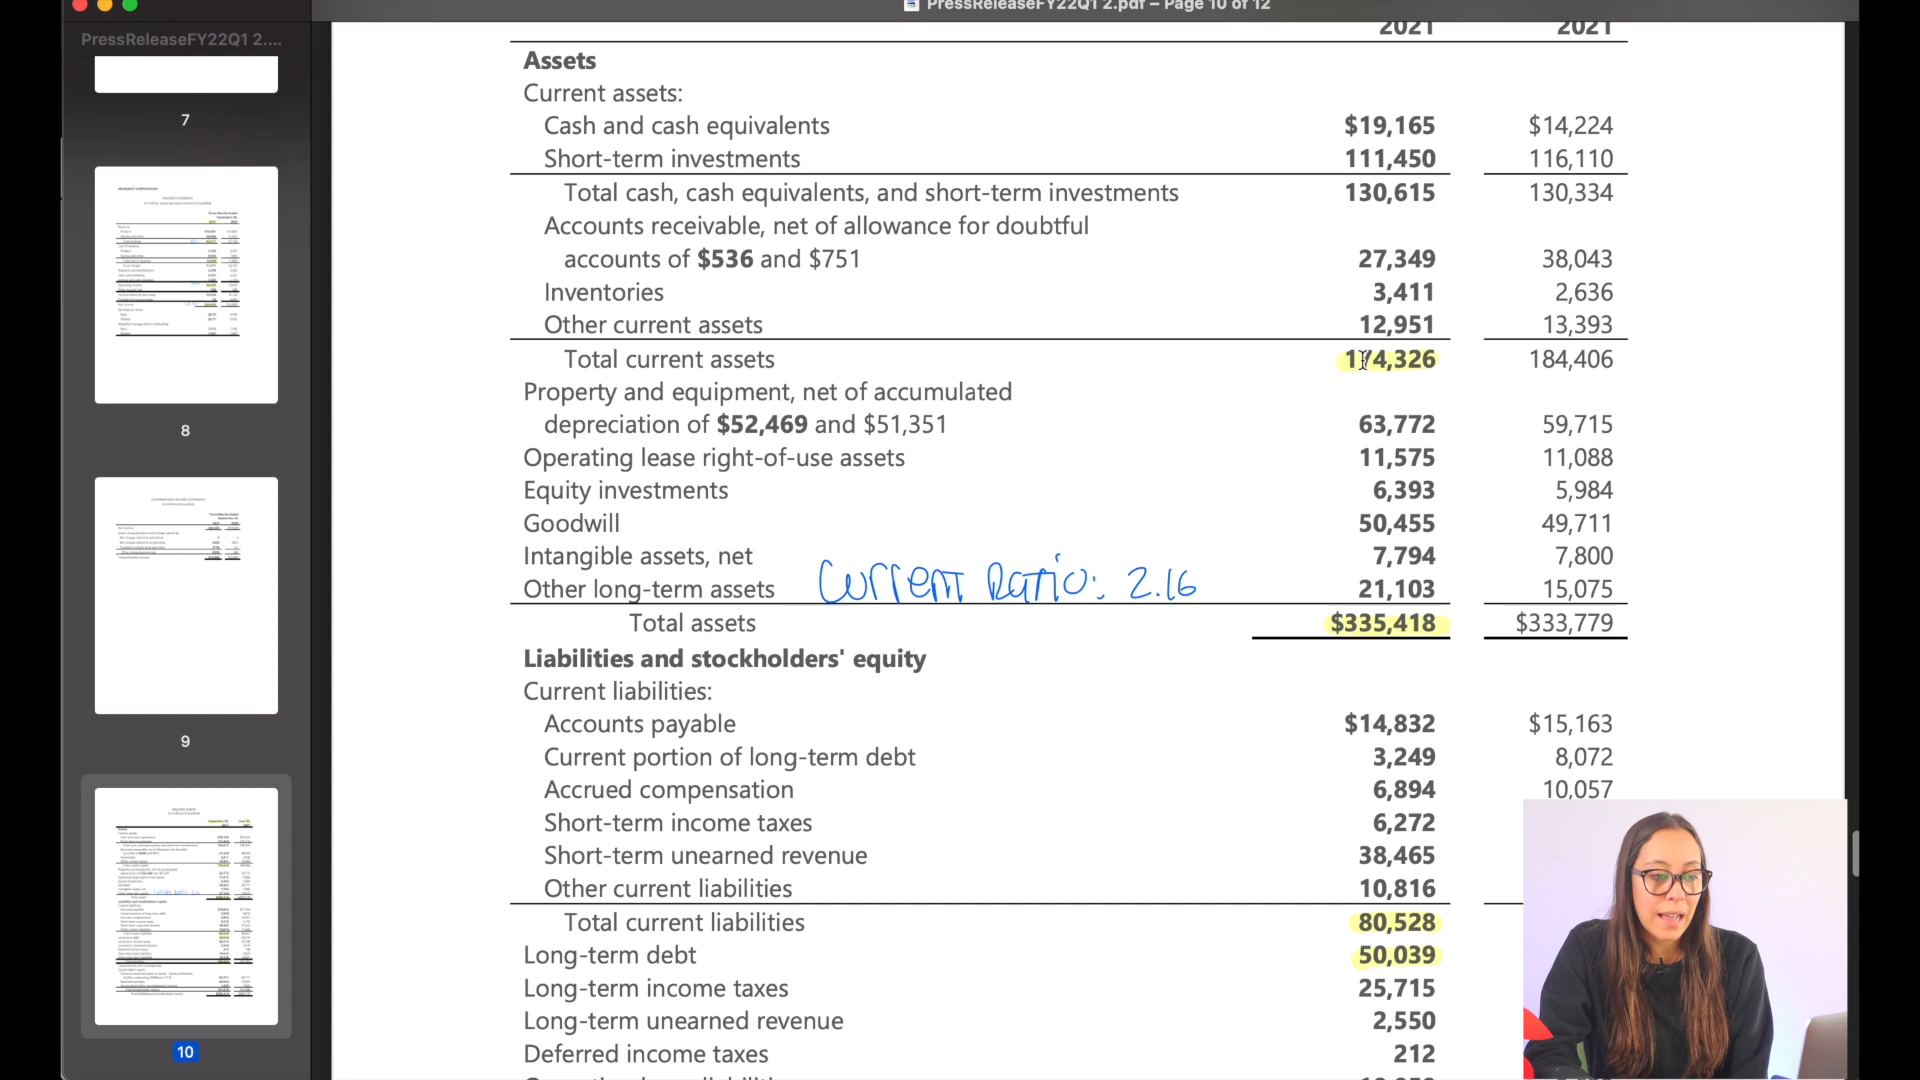 PressReleaseFY22Q1 2.pdf – Page 10 of 12
PressReleaseFY22Q1 2....
7
8
9
10
2021 2021
Assets
Current assets:
Cash and cash equivalents $19,165 $14,224
Short-term investments 111,450 116,110
Total cash, cash equivalents, and short-term investments 130,615 130,334
Accounts receivable, net of allowance for doubtful
accounts of $536 and $751 27,349 38,043
Inventories 3,411 2,636
Other current assets 12,951 13,393
Total current assets 174,326 184,406
Property and equipment, net of accumulated
depreciation of $52,469 and $51,351 63,772 59,715
Operating lease right-of-use assets 11,575 11,088
Equity investments 6,393 5,984
Goodwill 50,455 49,711
Intangible assets, net 7,794 7,800
Other long-term assets 21,103 15,075
Current Ratio: 2.16
Total assets $335,418 $333,779
Liabilities and stockholders' equity
Current liabilities:
Accounts payable $14,832 $15,163
Current portion of long-term debt 3,249 8,072
Accrued compensation 6,894 10,057
Short-term income taxes 6,272
Short-term unearned revenue 38,465
Other current liabilities 10,816
Total current liabilities 80,528
Long-term debt 50,039
Long-term income taxes 25,715
Long-term unearned revenue 2,550
Deferred income taxes 212